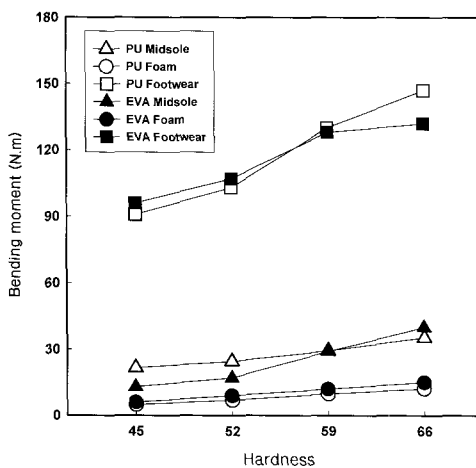 180
150
120
90
60
30
0
Bending moment (N.m)
PU Midsole
PU Foam
PU Footwear
EVA Midsole
EVA Foam
EVA Footwear
45 52 59 66
Hardness